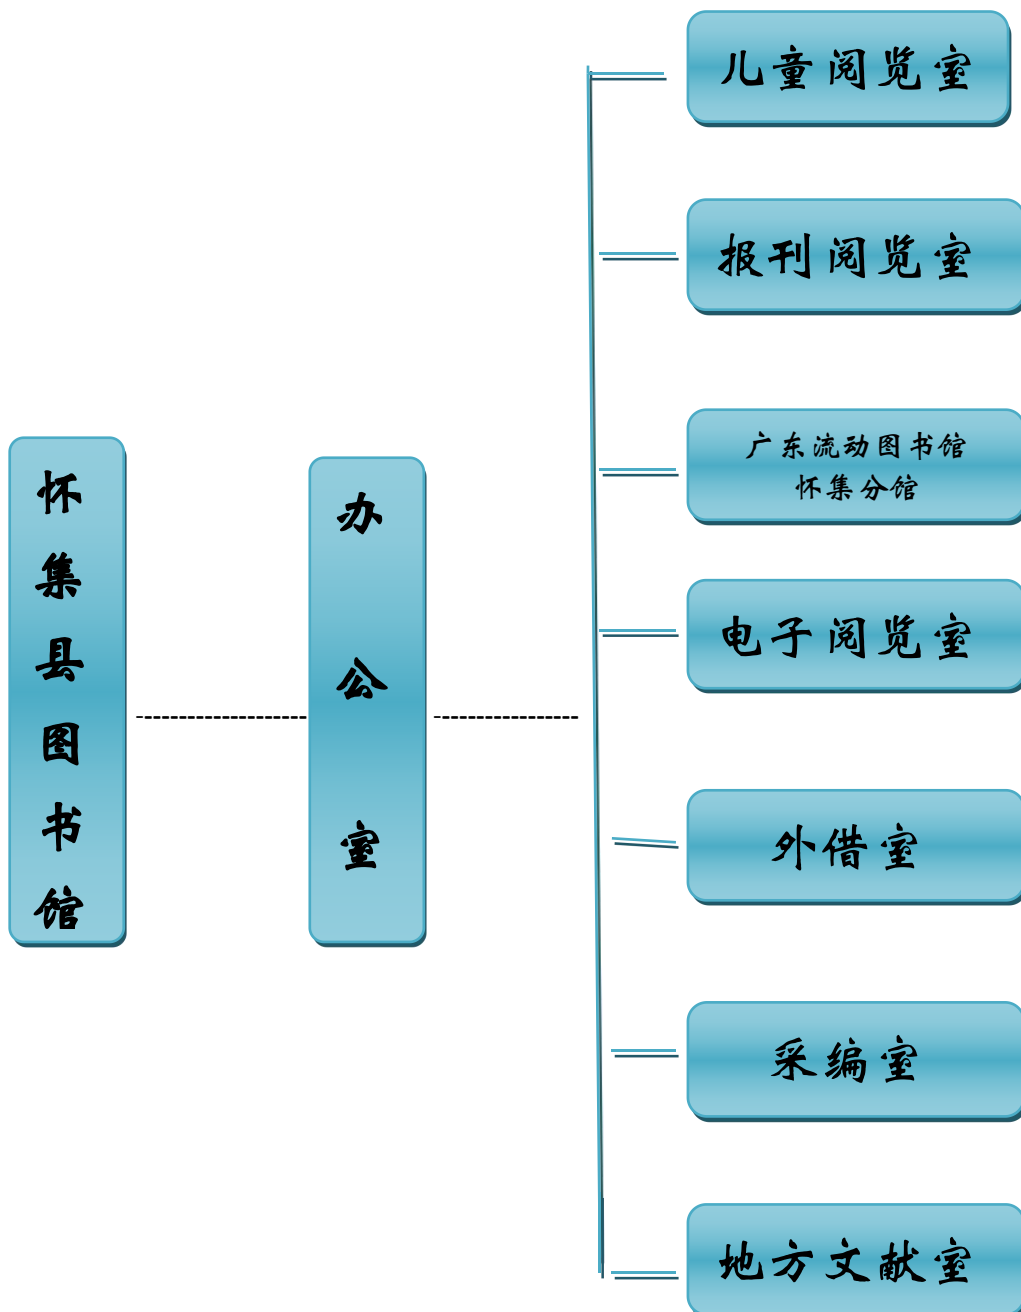 怀集县图书馆
办公室
儿童阅览室
报刊阅览室
广东流动图书馆
怀集分馆
电子阅览室
外借室
采编室
地方文献室